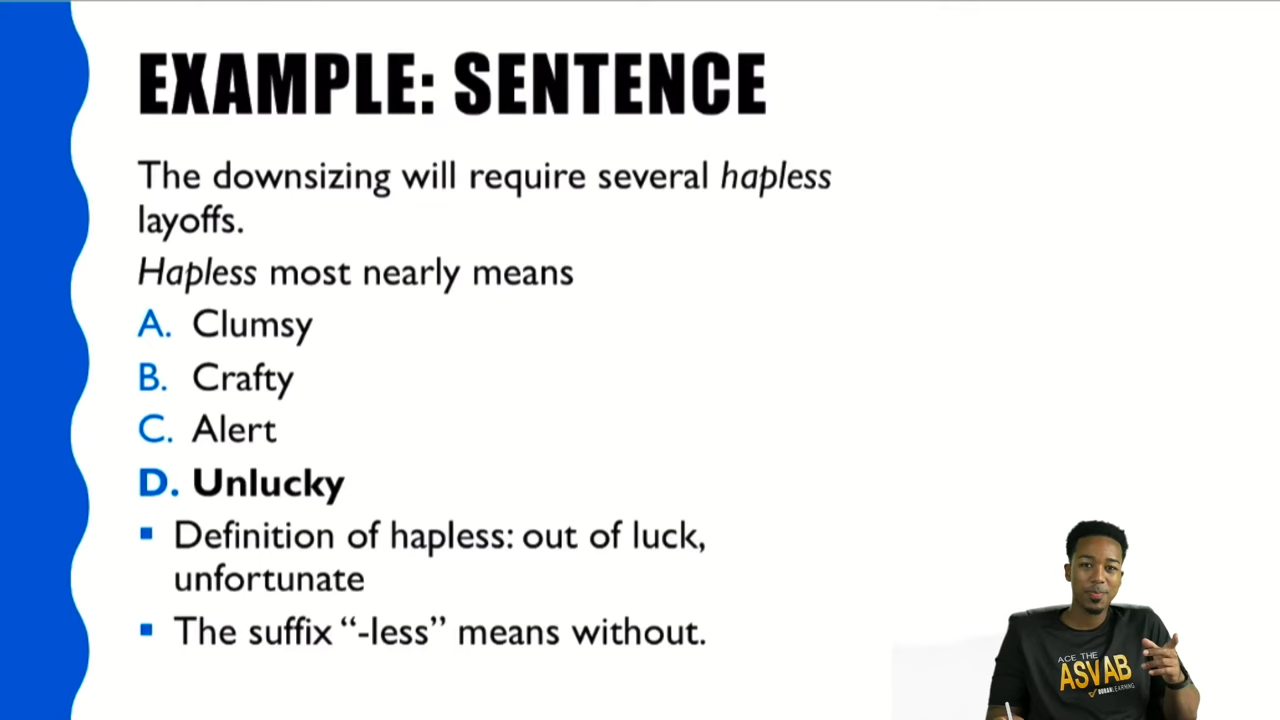 EXAMPLE: SENTENCE
The downsizing will require several hapless
layoffs.
Hapless most nearly means
A. Clumsy
B. Crafty
C. Alert
D. Unlucky
▪ Definition of hapless: out of luck,
unfortunate
▪ The suffix “-less” means without.
ACE THE
ASVAB
LEARNING